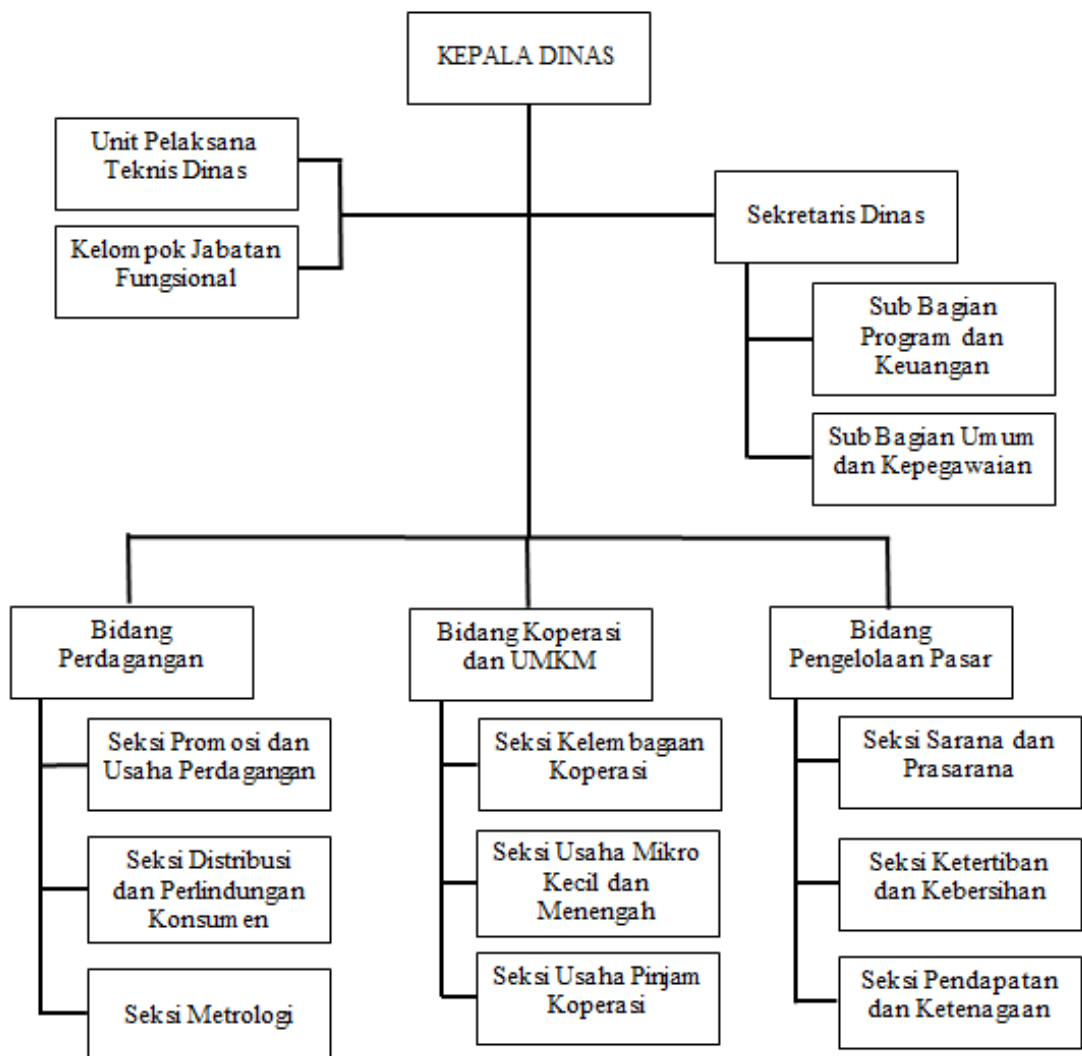 KEPALA DINAS
Unit Pelaksana
Teknis Dinas
Kelompok Jabatan
Fungsional
Sekretaris Dinas
Sub Bagian
Program dan
Keuangan
Sub Bagian Umum
dan Kepegawaian
Bidang
Perdagangan
Seksi Promosi dan
Usaha Perdagangan
Seksi Distribusi
dan Perlindungan
Konsumen
Seksi Metrologi
Bidang Koperasi
dan UMKM
Seksi Kelembagaan
Koperasi
Seksi Usaha Mikro
Kecil dan
Menengah
Seksi Usaha Pinjam
Koperasi
Bidang
Pengelolaan Pasar
Seksi Sarana dan
Prasarana
Seksi Ketertiban
dan Kebersihan
Seksi Pendapatan
dan Ketenagaan